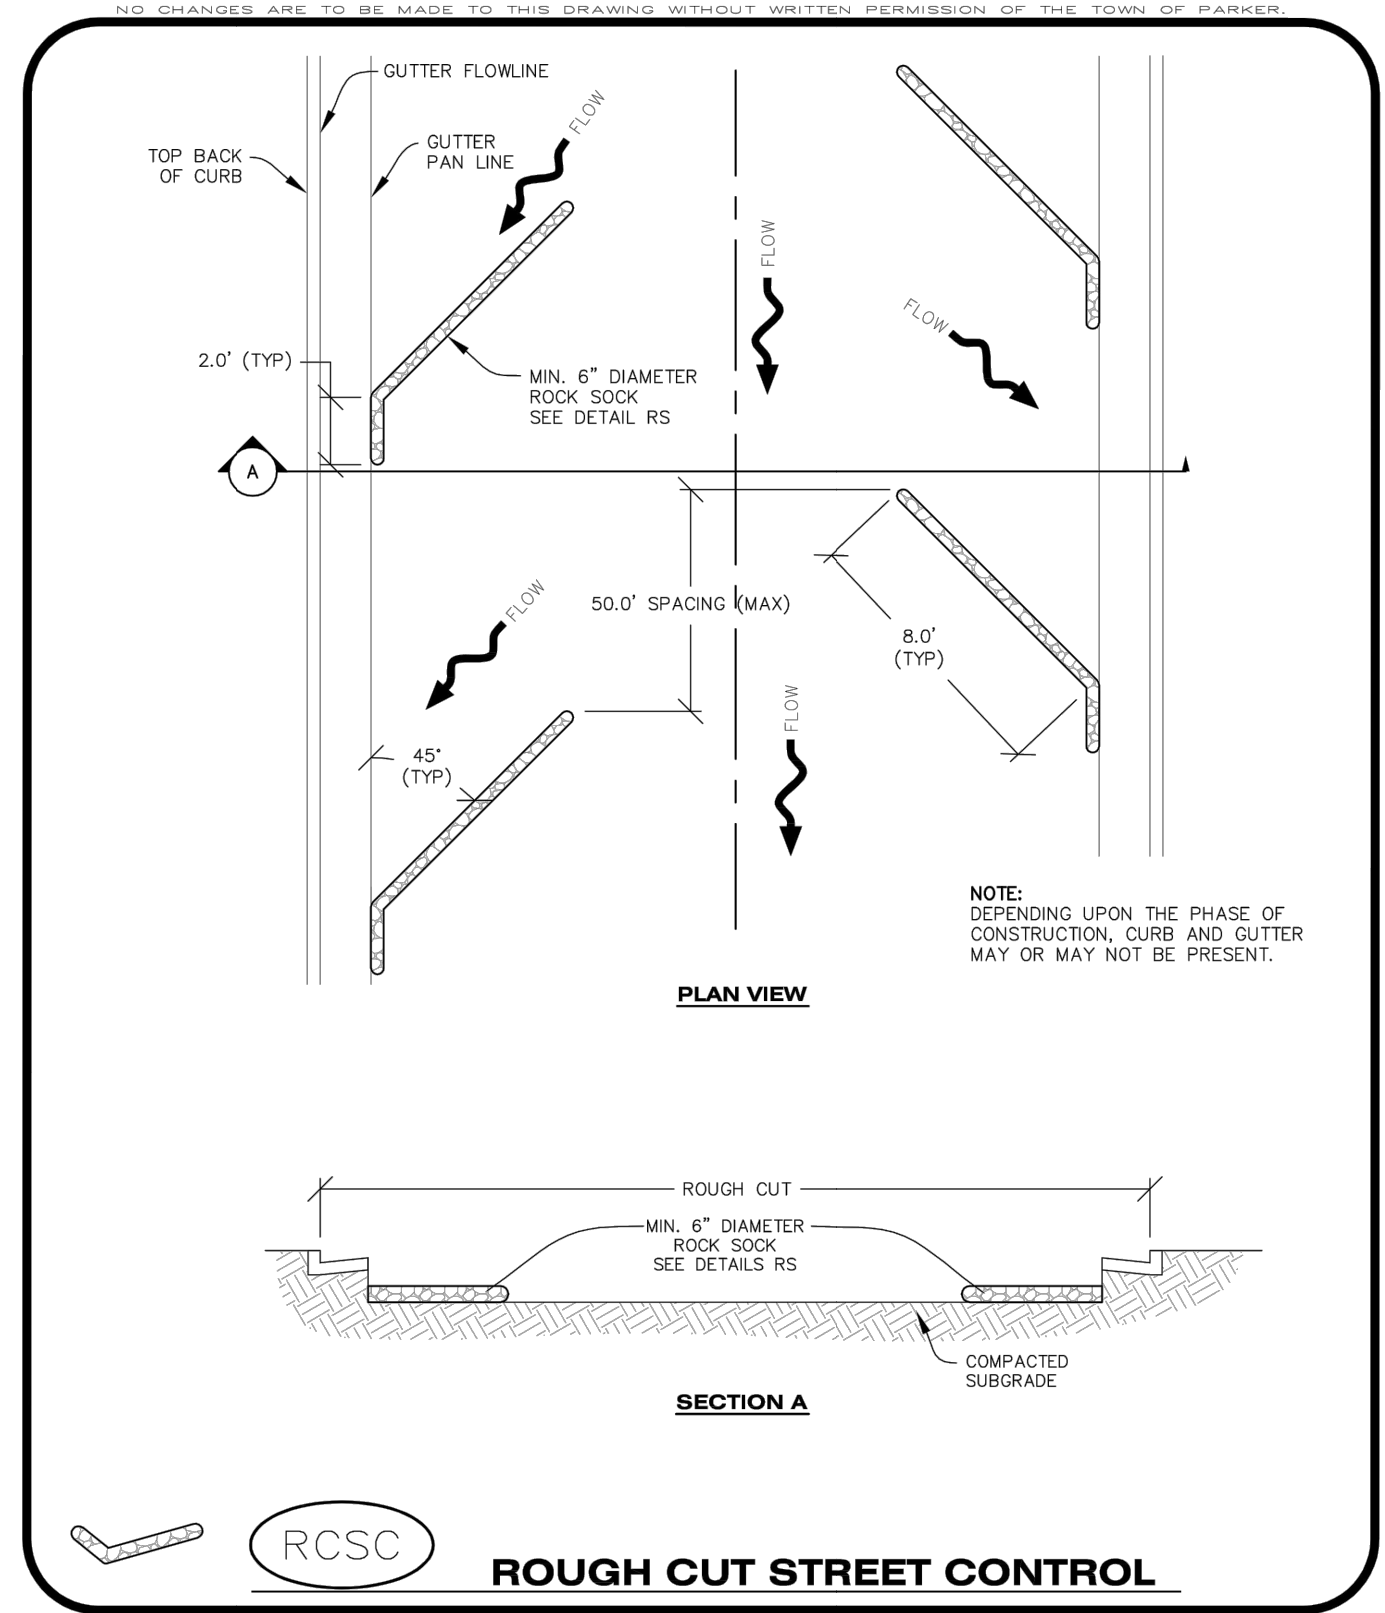 NO CHANGES ARE TO BE MADE TO THIS DRAWING WITHOUT WRITTEN PERMISSION OF THE TOWN OF PARKER.
GUTTER FLOWLINE
FLOW
GUTTER
PAN LINE
TOP BACK
OF CURB
FLOW
FLOW
2.0' (TYP)
MIN. 6" DIAMETER
ROCK SOCK
SEE DETAIL RS
A
FLOW
50.0' SPACING (MAX)
8.0'
(TYP)
FLOW
45°
(TYP)
NOTE:
DEPENDING UPON THE PHASE OF
CONSTRUCTION, CURB AND GUTTER
MAY OR MAY NOT BE PRESENT.
PLAN VIEW
ROUGH CUT
MIN. 6" DIAMETER
ROCK SOCK
SEE DETAILS RS
COMPACTED
SUBGRADE
SECTION A
RCSC
ROUGH CUT STREET CONTROL